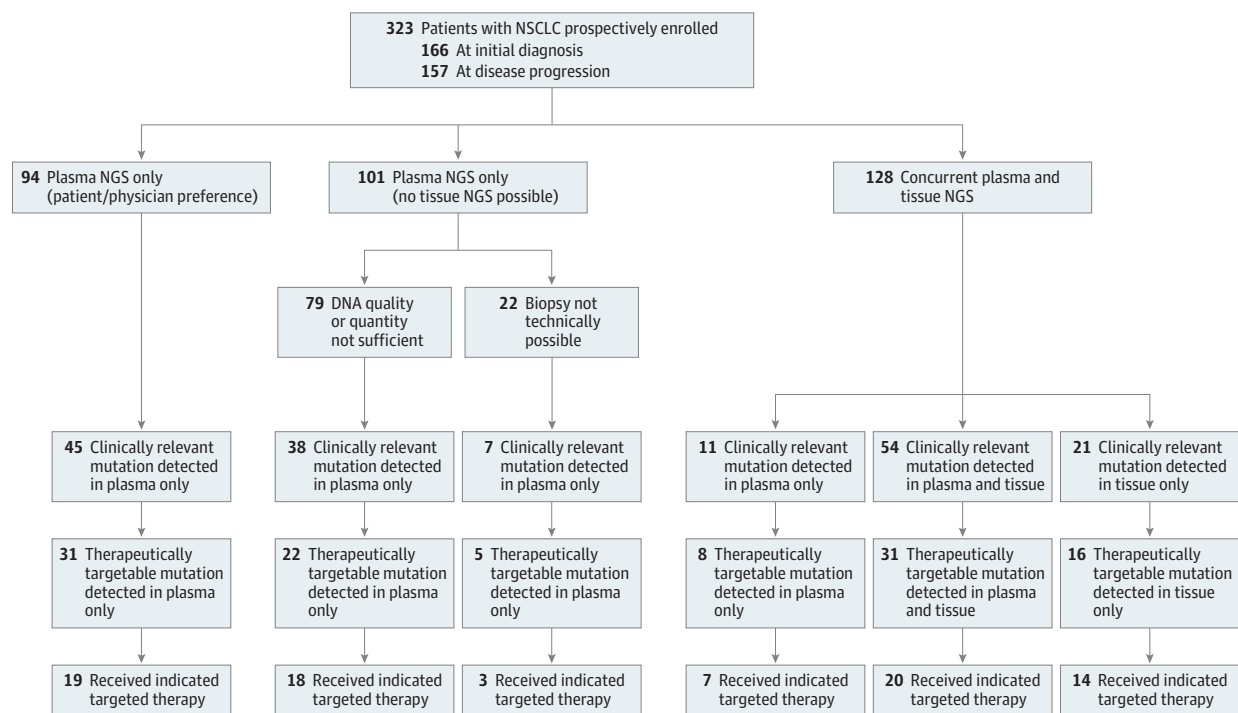 323 Patients with NSCLC prospectively enrolled
166 At initial diagnosis
157 At disease progression
94 Plasma NGS only
(patient/physician preference)
101 Plasma NGS only
(no tissue NGS possible)
128 Concurrent plasma and
tissue NGS
79 DNA quality
or quantity
not sufficient
22 Biopsy not
technically
possible
45 Clinically relevant
mutation detected
in plasma only
38 Clinically relevant
mutation detected
in plasma only
7 Clinically relevant
mutation detected
in plasma only
11 Clinically relevant
mutation detected
in plasma only
54 Clinically relevant
mutation detected
in plasma and tissue
21 Clinically relevant
mutation detected
in tissue only
31 Therapeutically
targetable mutation
detected in plasma
only
22 Therapeutically
targetable mutation
detected in plasma
only
5 Therapeutically
targetable mutation
detected in plasma
only
8 Therapeutically
targetable mutation
detected in plasma
only
31 Therapeutically
targetable mutation
detected in plasma
and tissue
16 Therapeutically
targetable mutation
detected in tissue
only
19 Received indicated
targeted therapy
18 Received indicated
targeted therapy
3 Received indicated
targeted therapy
7 Received indicated
targeted therapy
20 Received indicated
targeted therapy
14 Received indicated
targeted therapy